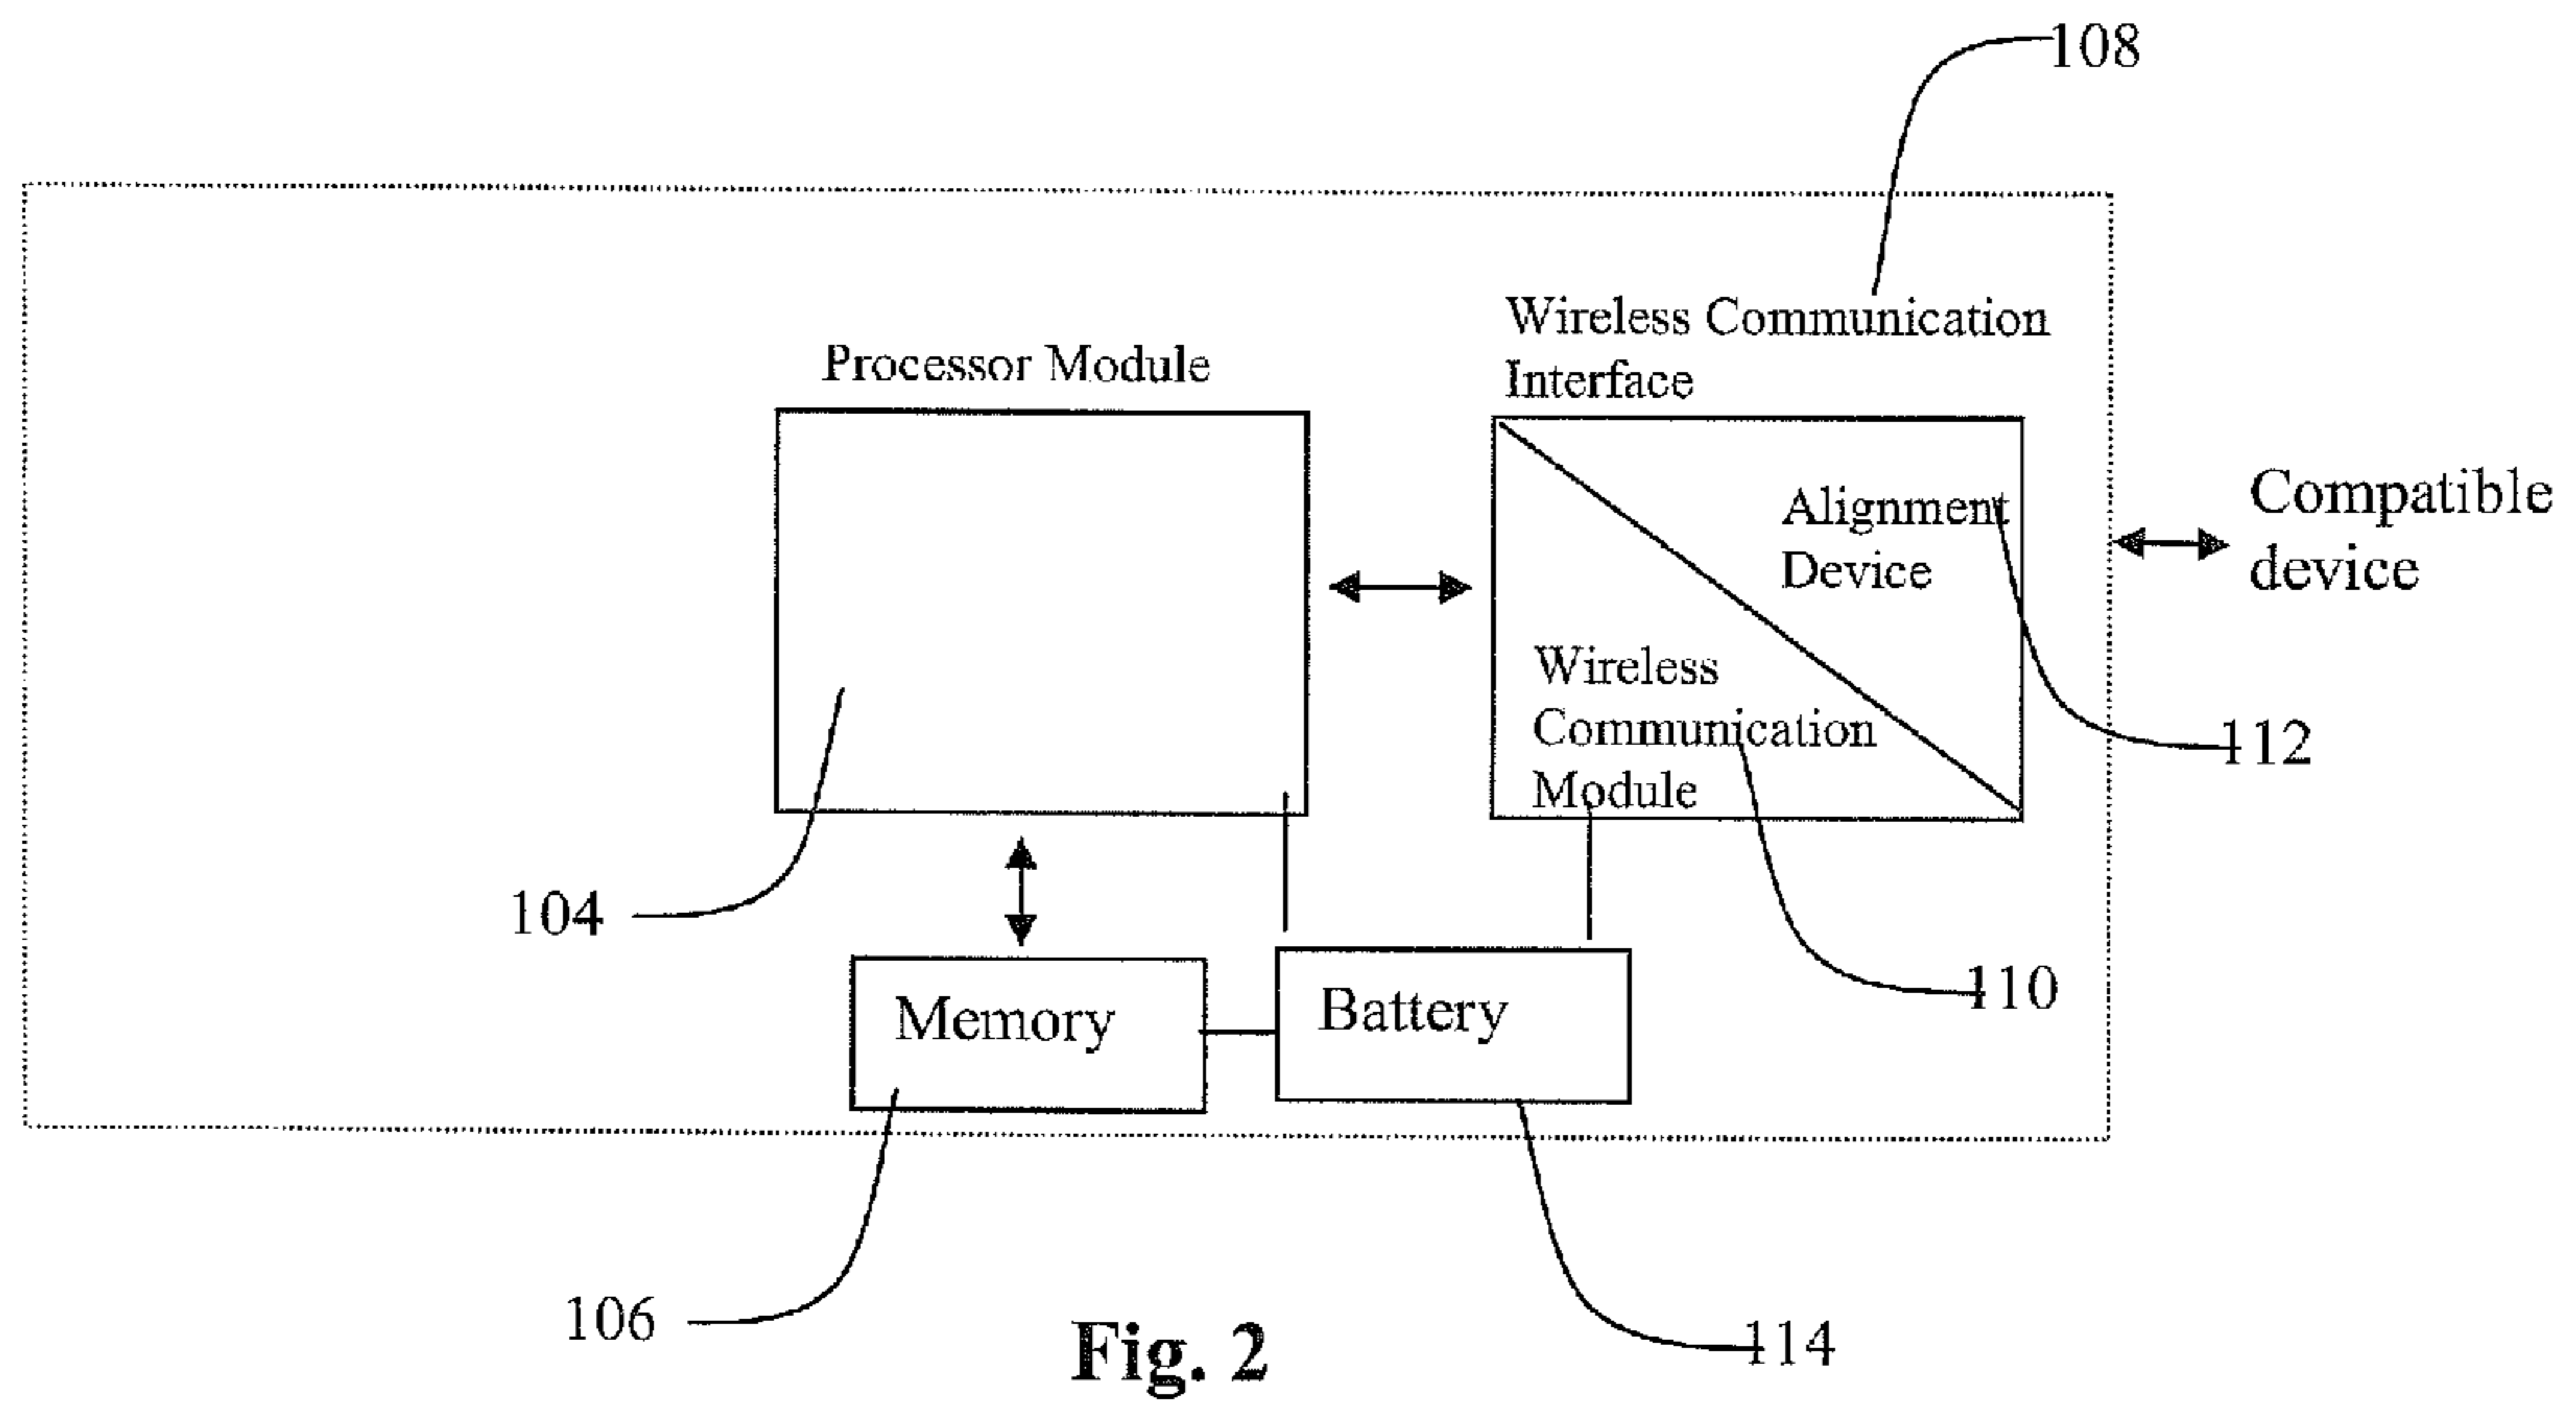 108
Wireless Communication
Interface
Processor Module
Alignment
Device
Compatible
device
Wireless
Communication
Module
112
104
110
Memory
Battery
106
114
Fig. 2